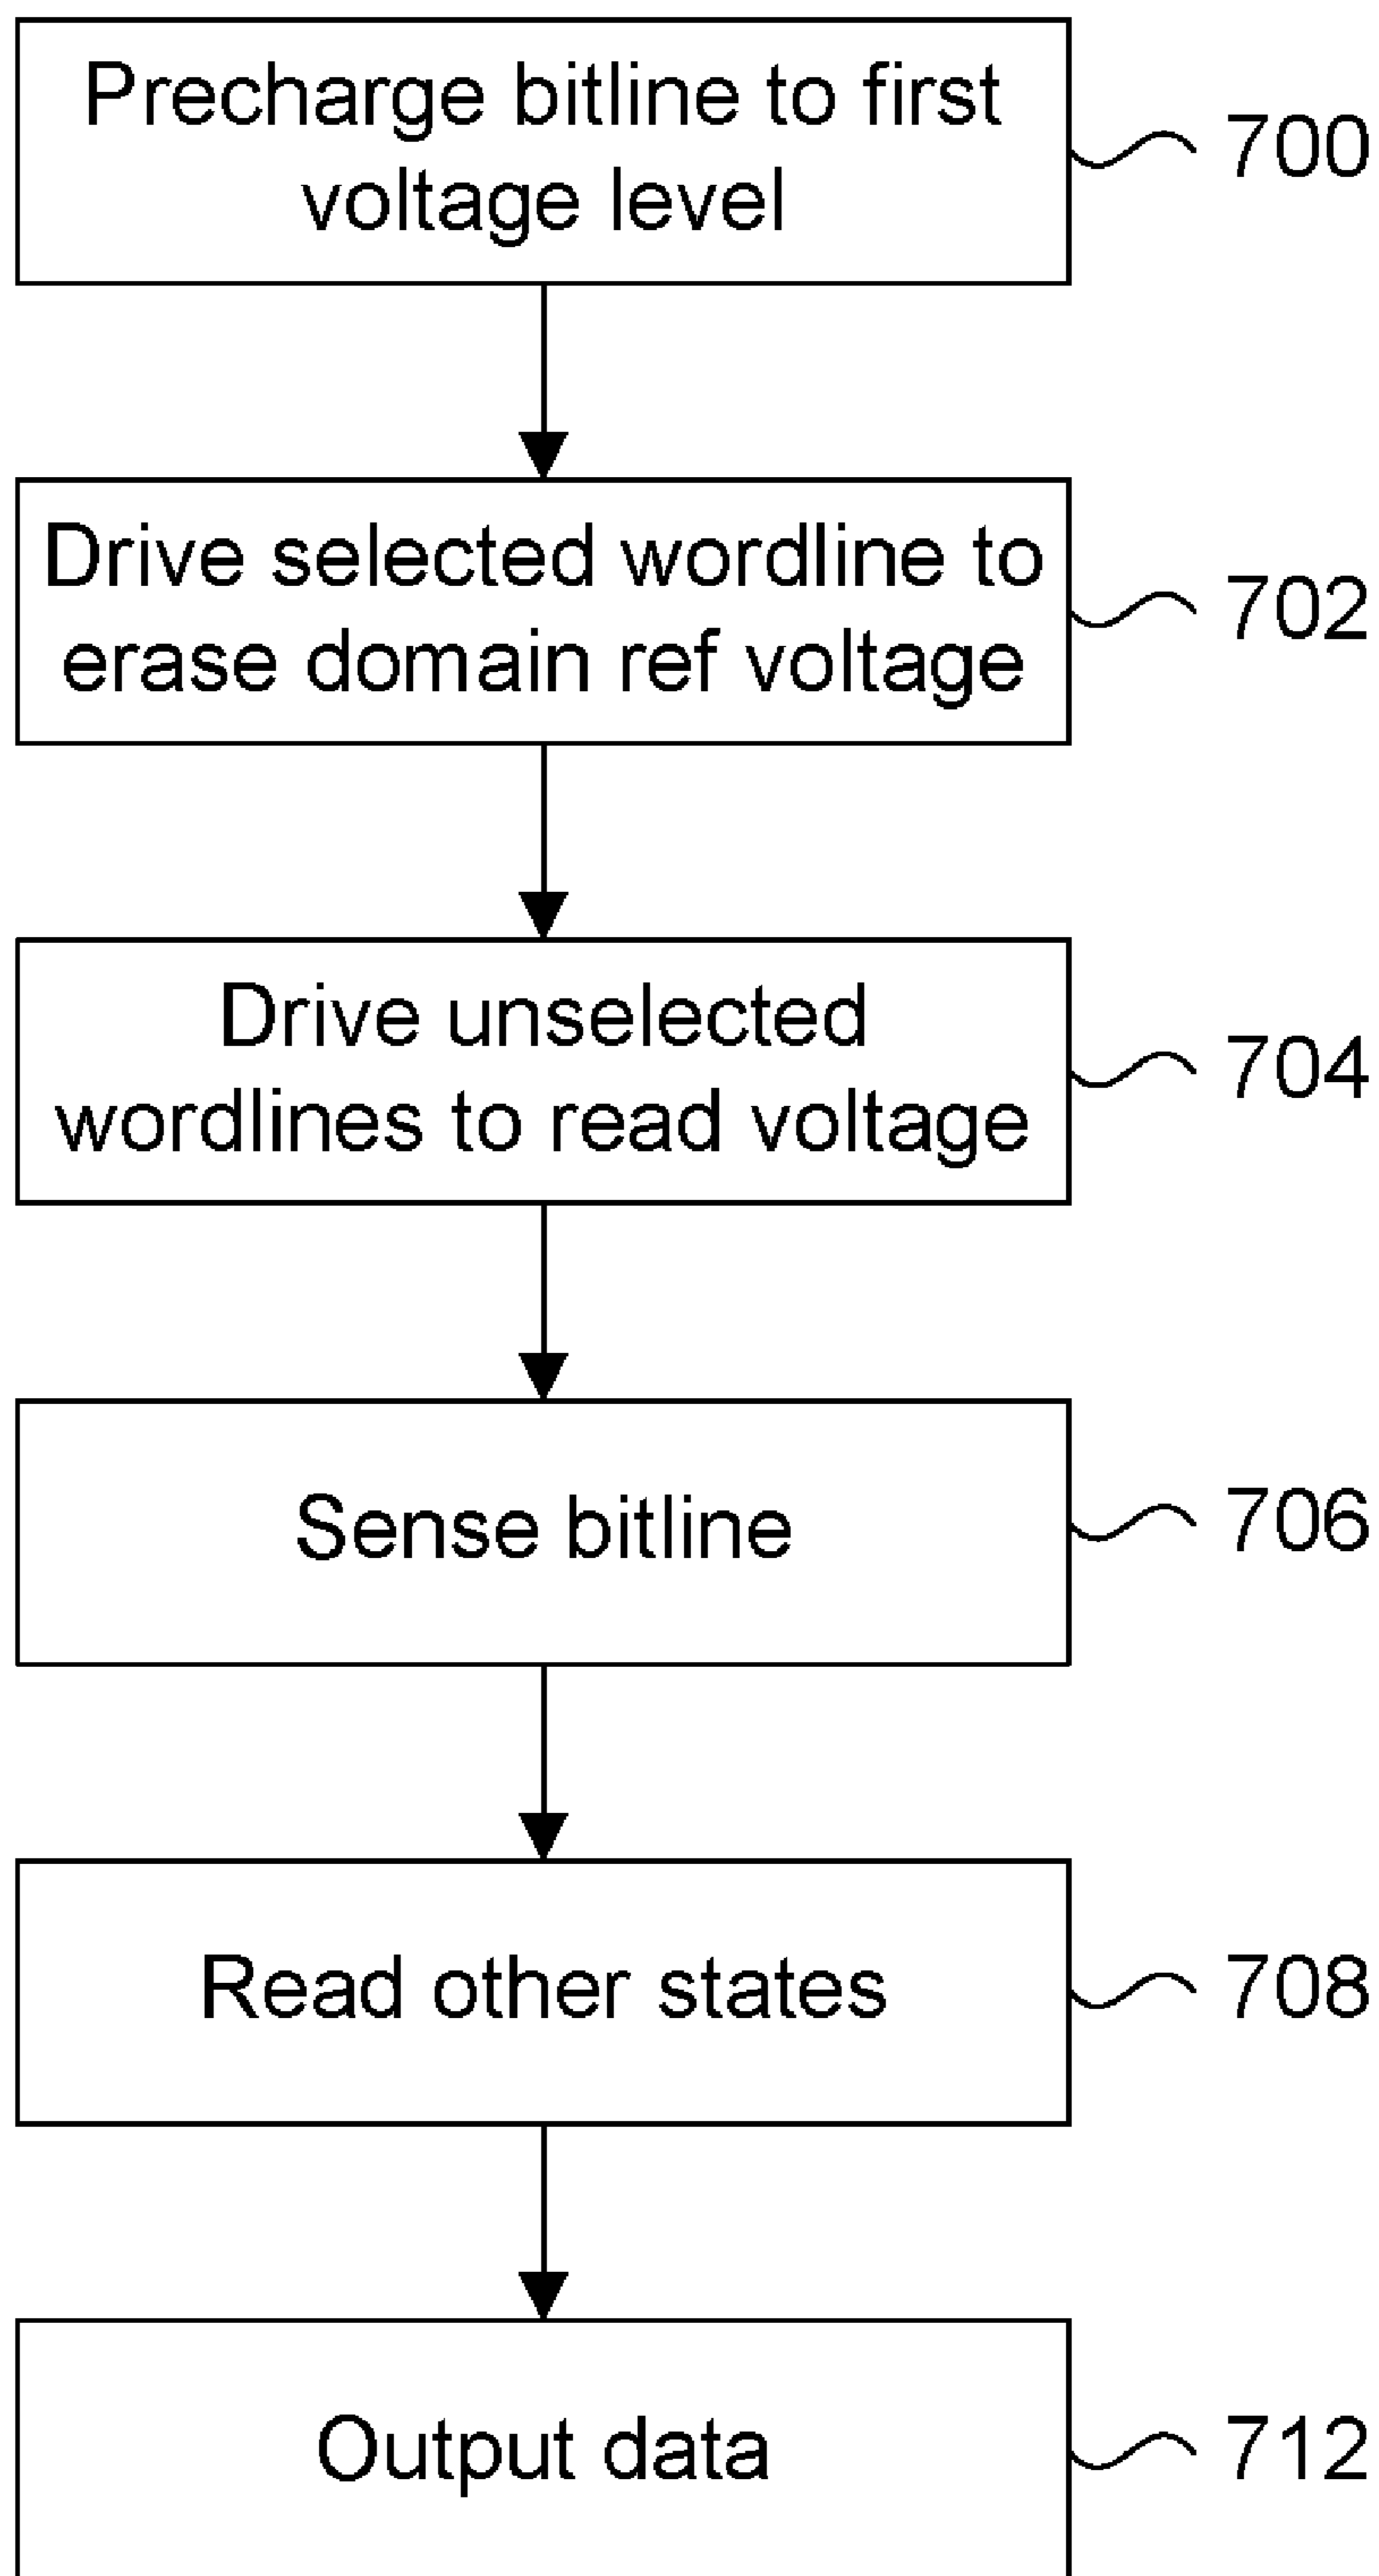 Precharge bitline to first
voltage level
700
Drive selected wordline to
erase domain ref voltage
702
Drive unselected
wordlines to read voltage
704
Sense bitline
706
Read other states
708
Output data
712